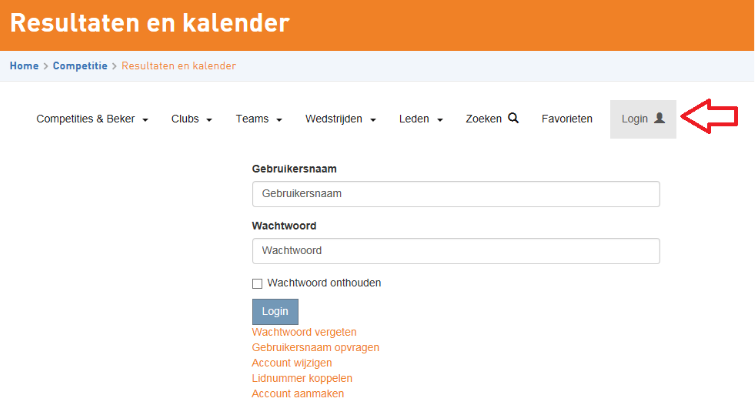 Resultaten en kalender
Home > Competitie > Resultaten en kalender
Competities & Beker Clubs Teams Wedstrijden Leden Zoeken Favorieten Login
Gebruikersnaam
Gebruikersnaam
Wachtwoord
Wachtwoord
Wachtwoord onthouden
Login
Wachtwoord vergeten
Gebruikersnaam opvragen
Account wijzigen
Lidnummer koppelen
Account aanmaken